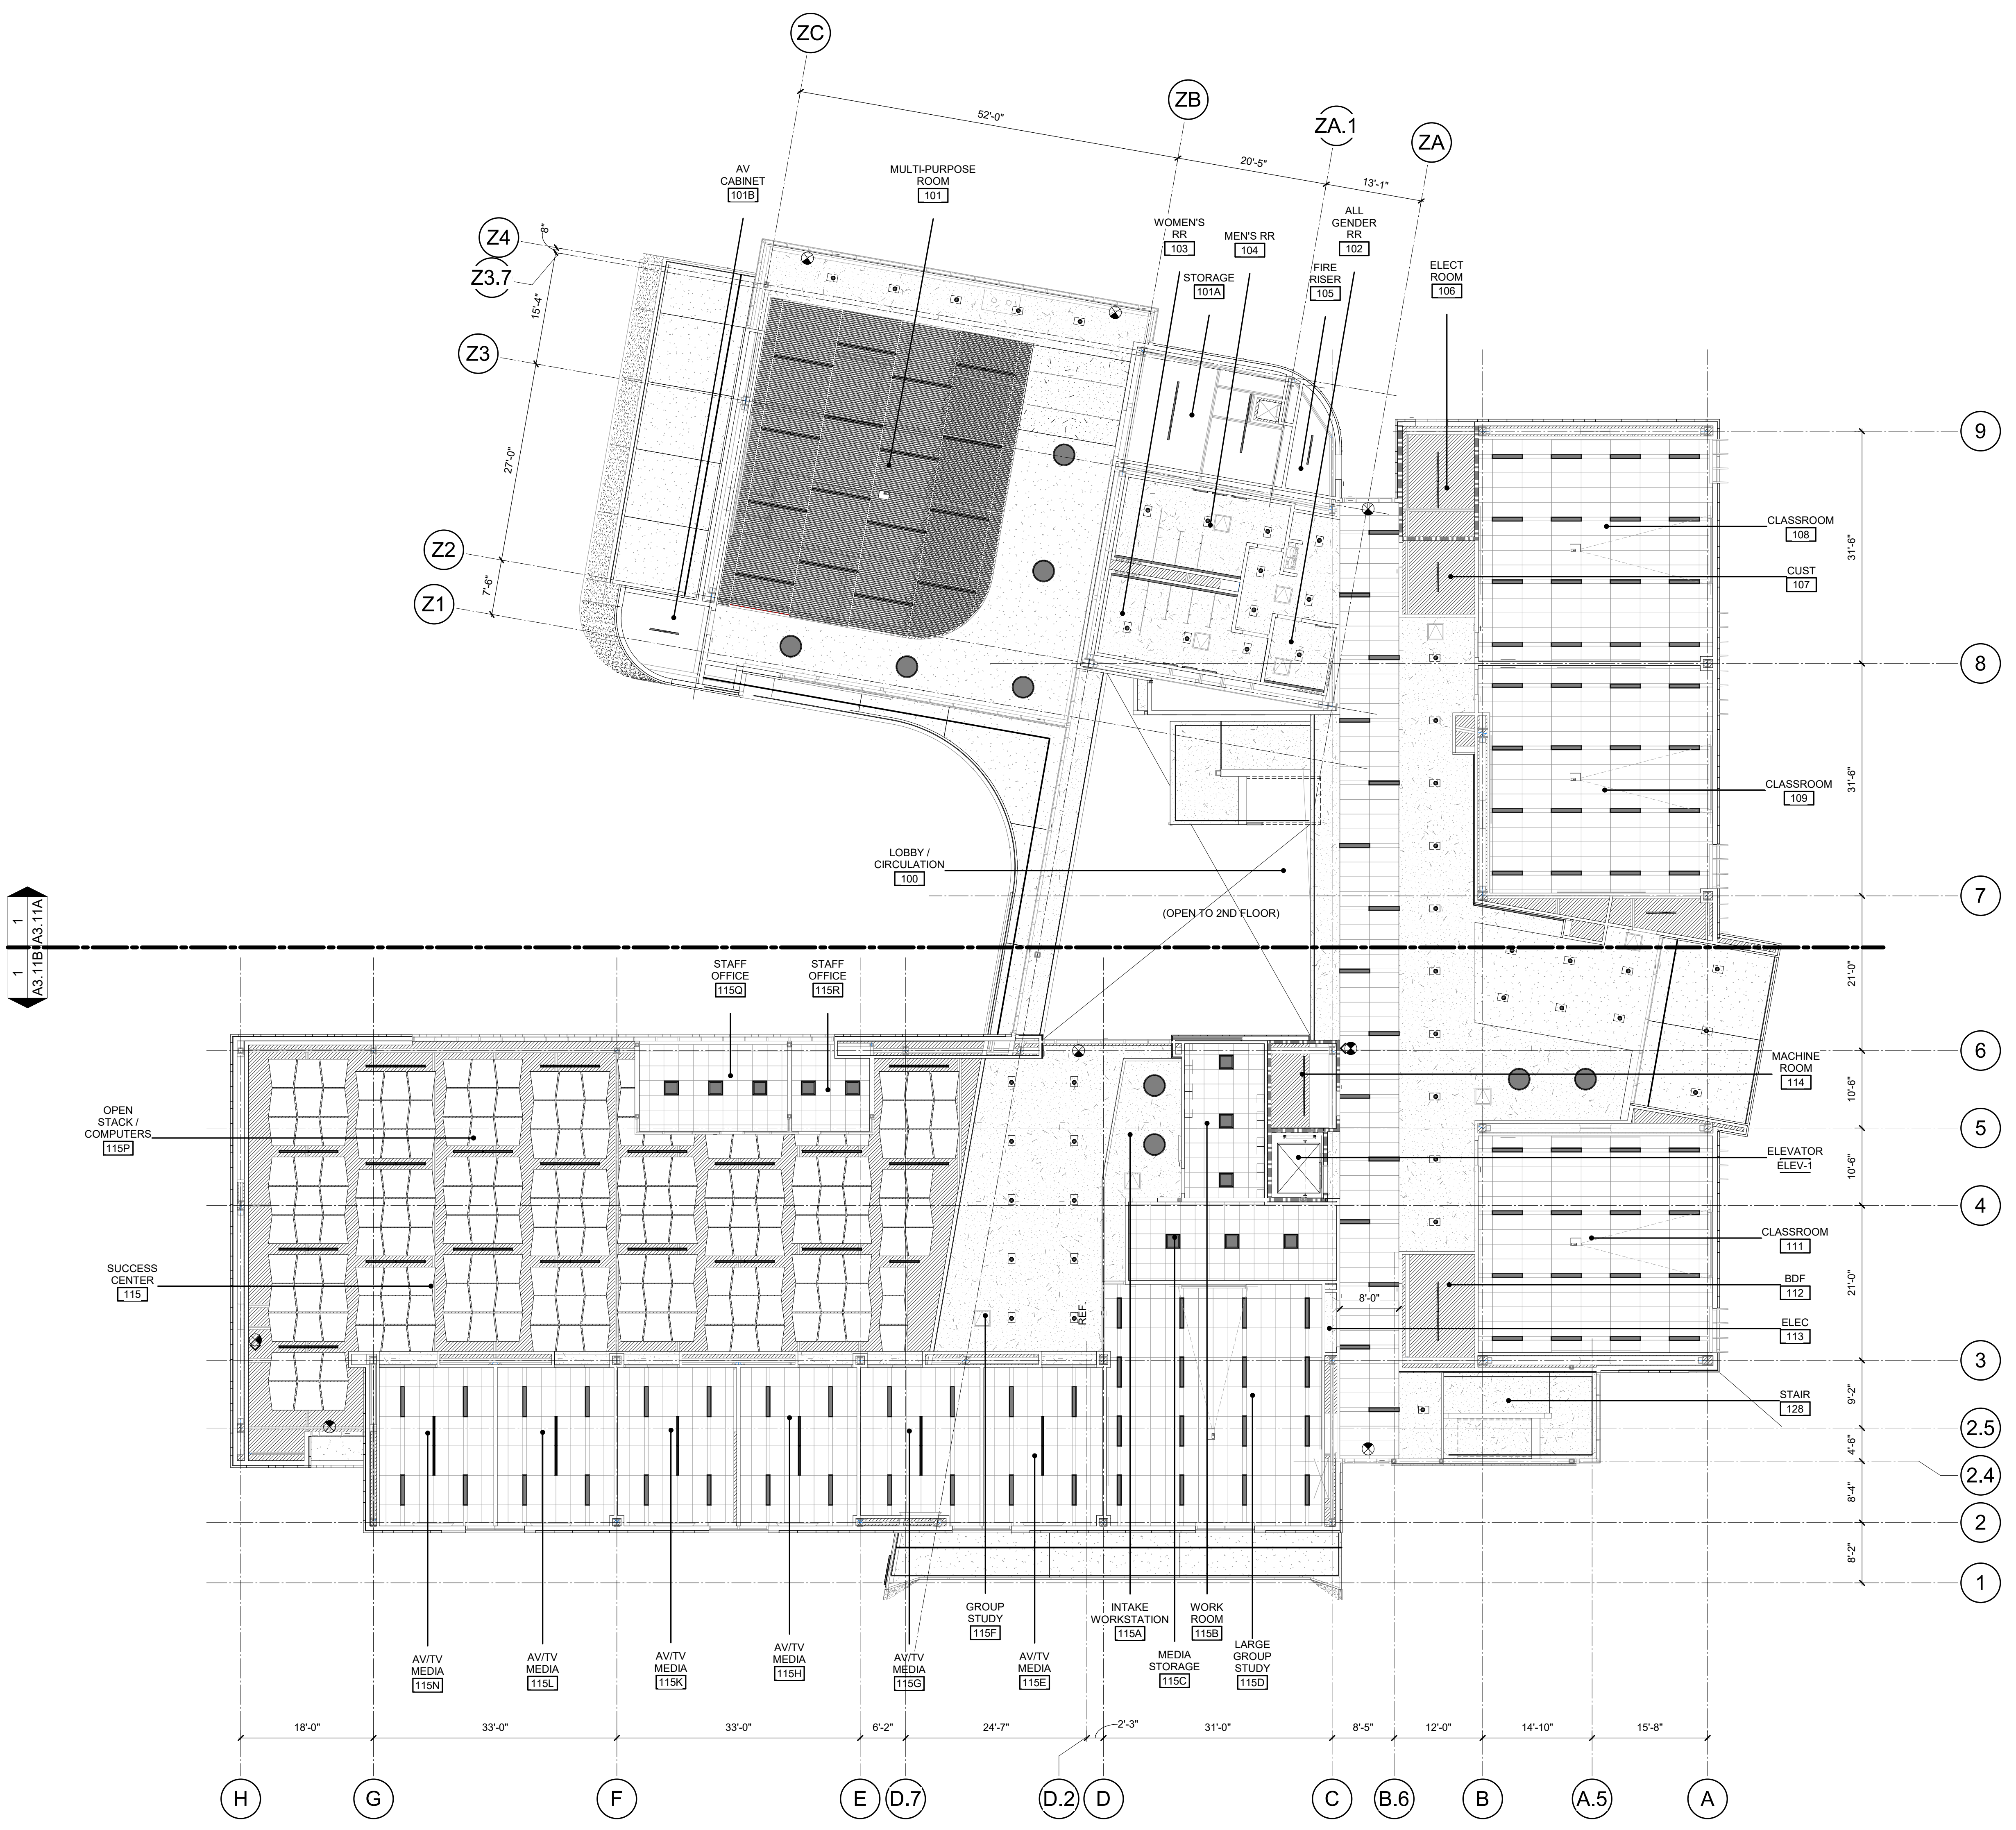 ZC
ZB
ZA.1
ZA
52'-0"
20'-5"
13'-1"
AV
CABINET
101B
MULTI-PURPOSE
ROOM
101
WOMEN'S
RR
103
MEN'S RR
104
ALL
GENDER
RR
102
STORAGE
101A
FIRE
RISER
105
ELECT
ROOM
106
Z4
Z3.7
Z3
Z2
Z1
8"
15'-4"
27'-0"
7'-6"
9
8
7
6
5
4
3
2.5
2.4
2
1
CLASSROOM
108
CUST
107
CLASSROOM
109
31'-6"
31'-6"
21'-0"
10'-6"
10'-6"
21'-0"
9'-2"
4'-6"
8'-4"
8'-2"
LOBBY /
CIRCULATION
100
(OPEN TO 2ND FLOOR)
1
A3.11A
1
A3.11B
STAFF
OFFICE
115Q
STAFF
OFFICE
115R
MACHINE
ROOM
114
OPEN
STACK /
COMPUTERS
115P
ELEVATOR
ELEV-1
CLASSROOM
111
SUCCESS
CENTER
115
BDF
112
8'-0"
REF.
ELEC
113
STAIR
128
GROUP
STUDY
115F
INTAKE
WORKSTATION
115A
WORK
ROOM
115B
AV/TV
MEDIA
115N
AV/TV
MEDIA
115L
AV/TV
MEDIA
115K
AV/TV
MEDIA
115H
AV/TV
MEDIA
115G
AV/TV
MEDIA
115E
MEDIA
STORAGE
115C
LARGE
GROUP
STUDY
115D
18'-0"
33'-0"
33'-0"
6'-2"
24'-7"
2'-3"
31'-0"
8'-5"
12'-0"
14'-10"
15'-8"
H
G
F
E
D.7
D.2
D
C
B.6
B
A.5
A